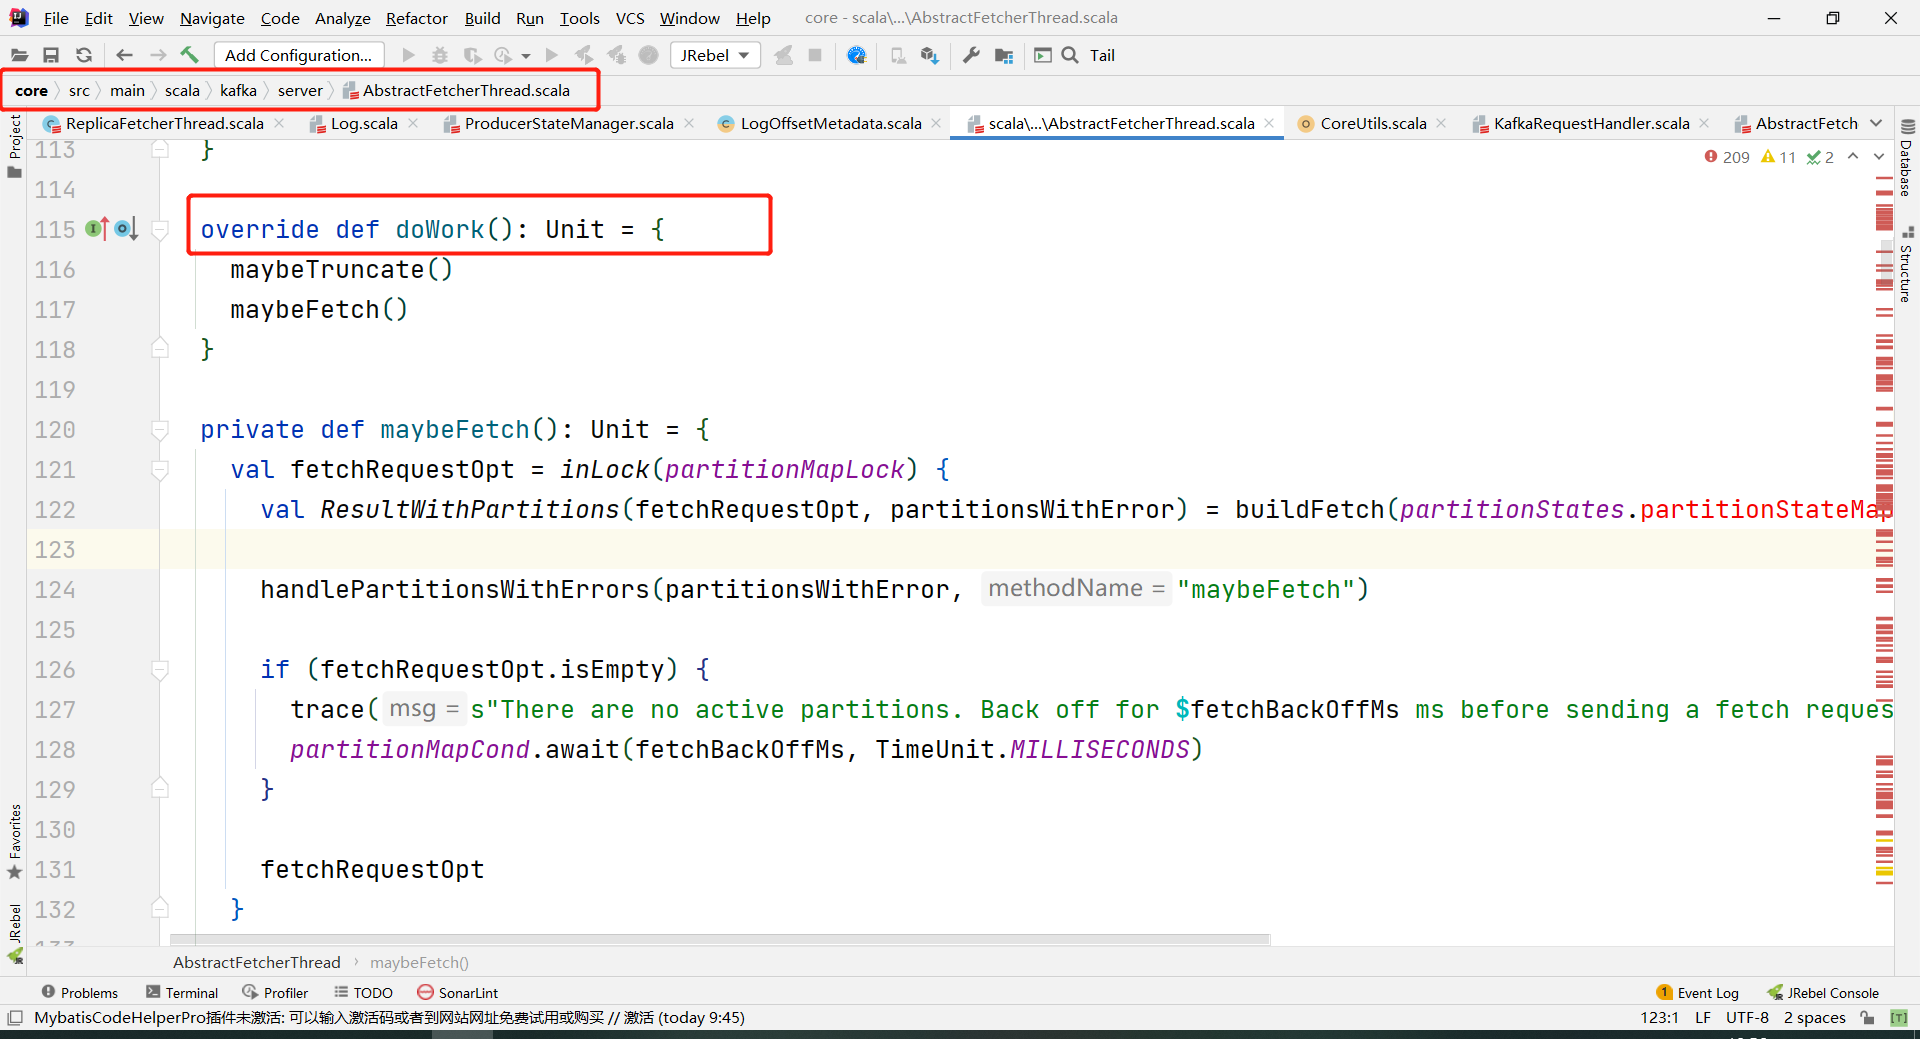 File Edit View Navigate Code Analyze Refactor Build Run Tools VCS Window Help core - scala\...\AbstractFetcherThread.scala
Add Configuration... JRebel Tail
core src main scala kafka server AbstractFetcherThread.scala
ReplicaFetcherThread.scala Log.scala ProducerStateManager.scala LogOffsetMetadata.scala scala\...\AbstractFetcherThread.scala CoreUtils.scala KafkaRequestHandler.scala AbstractFetch
Project
Database
Structure
209 11 2
113 }
114
115 override def doWork(): Unit = {
116 maybeTruncate()
117 maybeFetch()
118 }
119
120 private def maybeFetch(): Unit = {
121 val fetchRequestOpt = inLock(partitionMapLock) {
122 val ResultWithPartitions(fetchRequestOpt, partitionsWithError) = buildFetch(partitionStates.partitionStateMap
123
124 handlePartitionsWithErrors(partitionsWithError, methodName = "maybeFetch")
125
126 if (fetchRequestOpt.isEmpty) {
127 trace( msg = s"There are no active partitions. Back off for $fetchBackOffMs ms before sending a fetch reques
128 partitionMapCond.await(fetchBackOffMs, TimeUnit.MILLISECONDS)
129 }
130
131 fetchRequestOpt
132 }
133
Favorites
JRebel
AbstractFetcherThread maybeFetch()
Problems Terminal Profiler TODO SonarLint 1 Event Log JRebel Console
MybatisCodeHelperPro插件未激活: 可以输入激活码或者到网站网址免费试用或购买 // 激活 (today 9:45) 123:1 LF UTF-8 2 spaces [T]